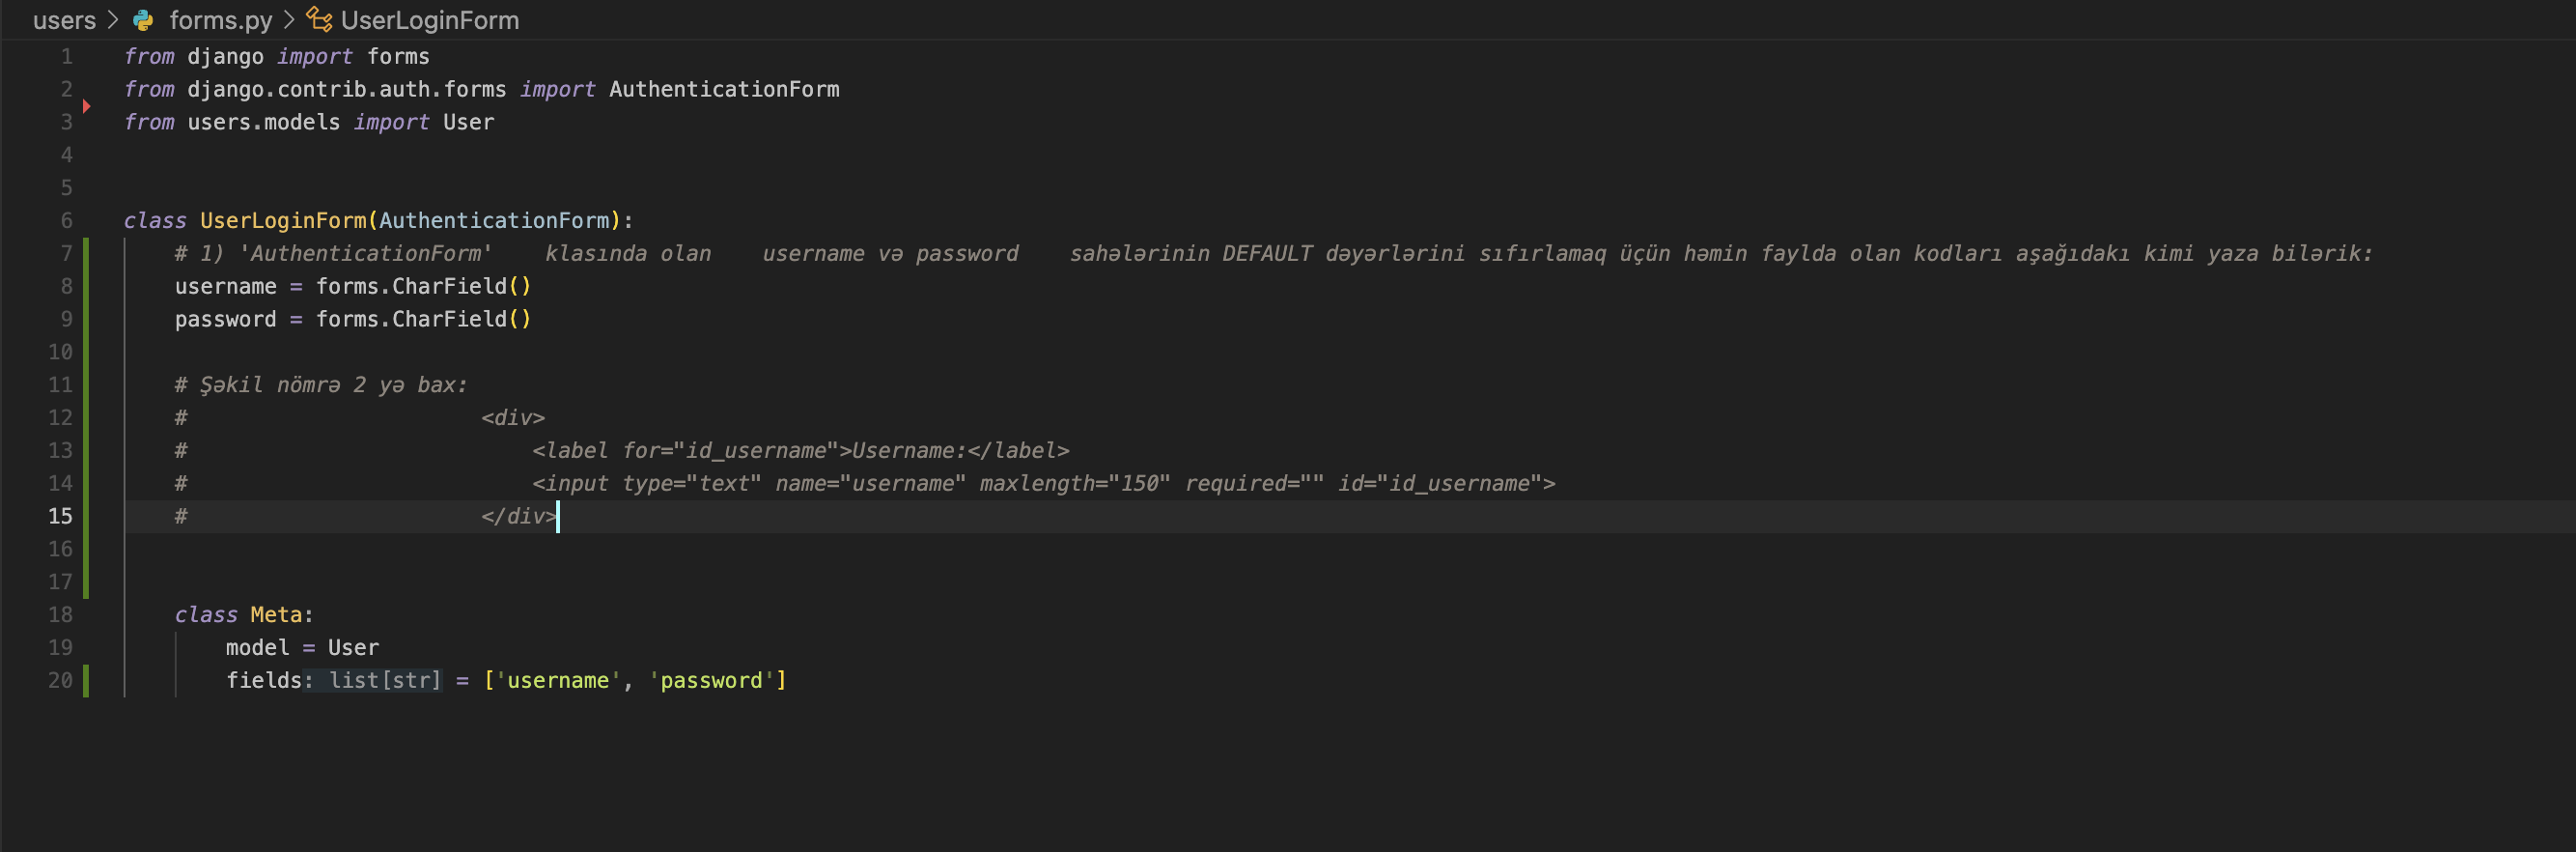 users > forms.py > UserLoginForm
1 from django import forms
2 from django.contrib.auth.forms import AuthenticationForm
3 from users.models import User
4
5
6 class UserLoginForm(AuthenticationForm):
7     # 1) 'AuthenticationForm'    klasında olan    username və password    sahələrinin DEFAULT dəyərlərini sıfırlamaq üçün həmin faylda olan kodları aşağıdakı kimi yaza bilərik:
8     username = forms.CharField()
9     password = forms.CharField()
10
11     # Şəkil nömrə 2 yə bax:
12     #                       <div>
13     #                           <label for="id_username">Username:</label>
14     #                           <input type="text" name="username" maxlength="150" required="" id="id_username">
15     #                       </div>
16
17
18     class Meta:
19         model = User
20         fields: list[str] = ['username', 'password']